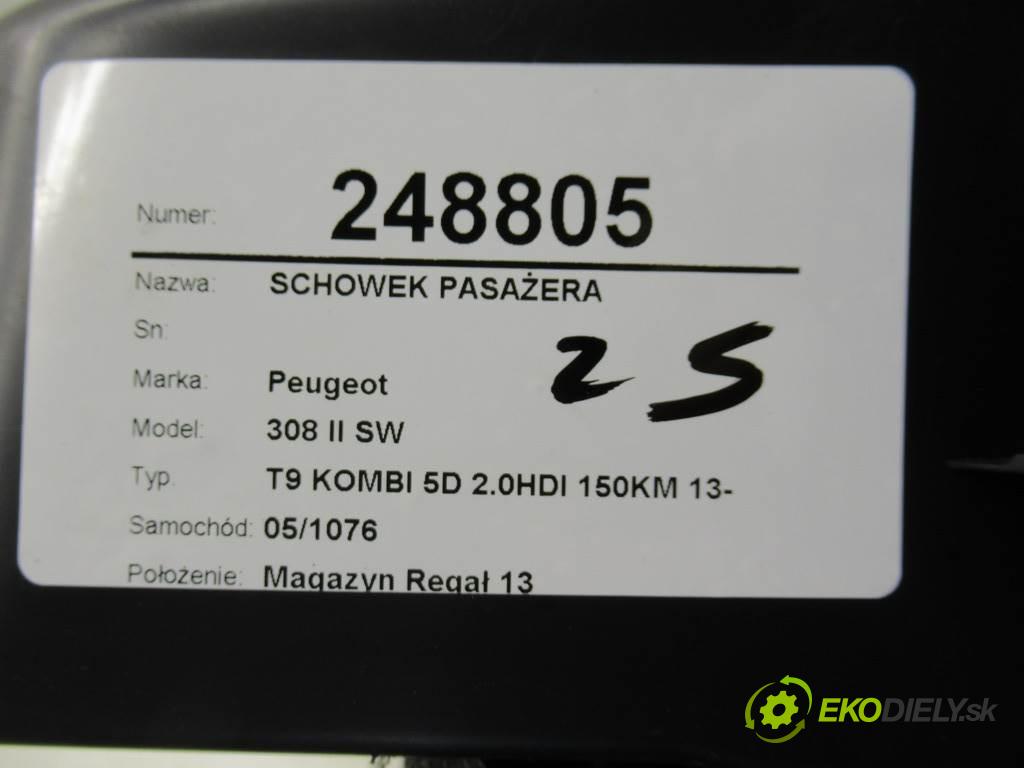 Numer: 248805
Nazwa: SCHOWEK PASAŻERA
Sn:
25
Marka: Peugeot
Model: 308 II SW
Typ: T9 KOMBI 5D 2.0HDI 150KM 13-
Samochód: 05/1076
Położenie: Magazyn Regał 13
EKODIELY.sk